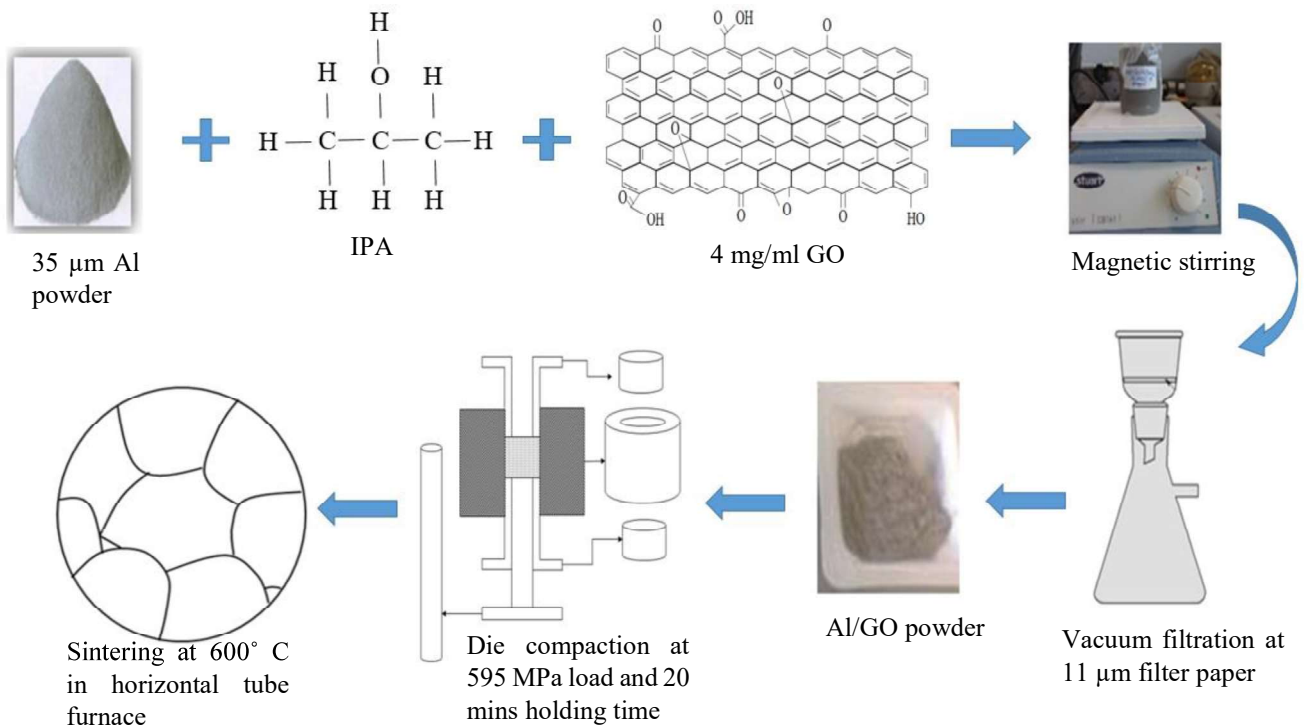 H
O
H
H
H
C
C
C
H
H
H
H
IPA
O
OH
O
O
O
O
OH
O
O
O
HO
4 mg/ml GO
stuart
Magnetic stirring
35 µm Al
powder
Sintering at 600˚ C
in horizontal tube
furnace
Die compaction at
595 MPa load and 20
mins holding time
Al/GO powder
Vacuum filtration at
11 µm filter paper